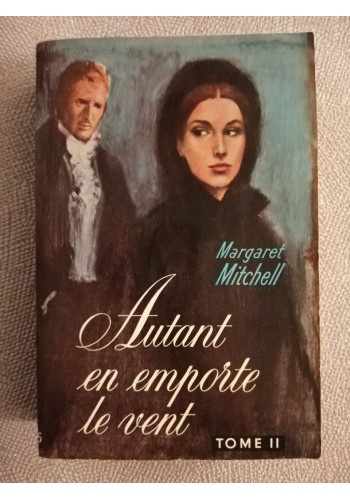 Margaret
Mitchell
Autant
en emporte
le vent
TOME II